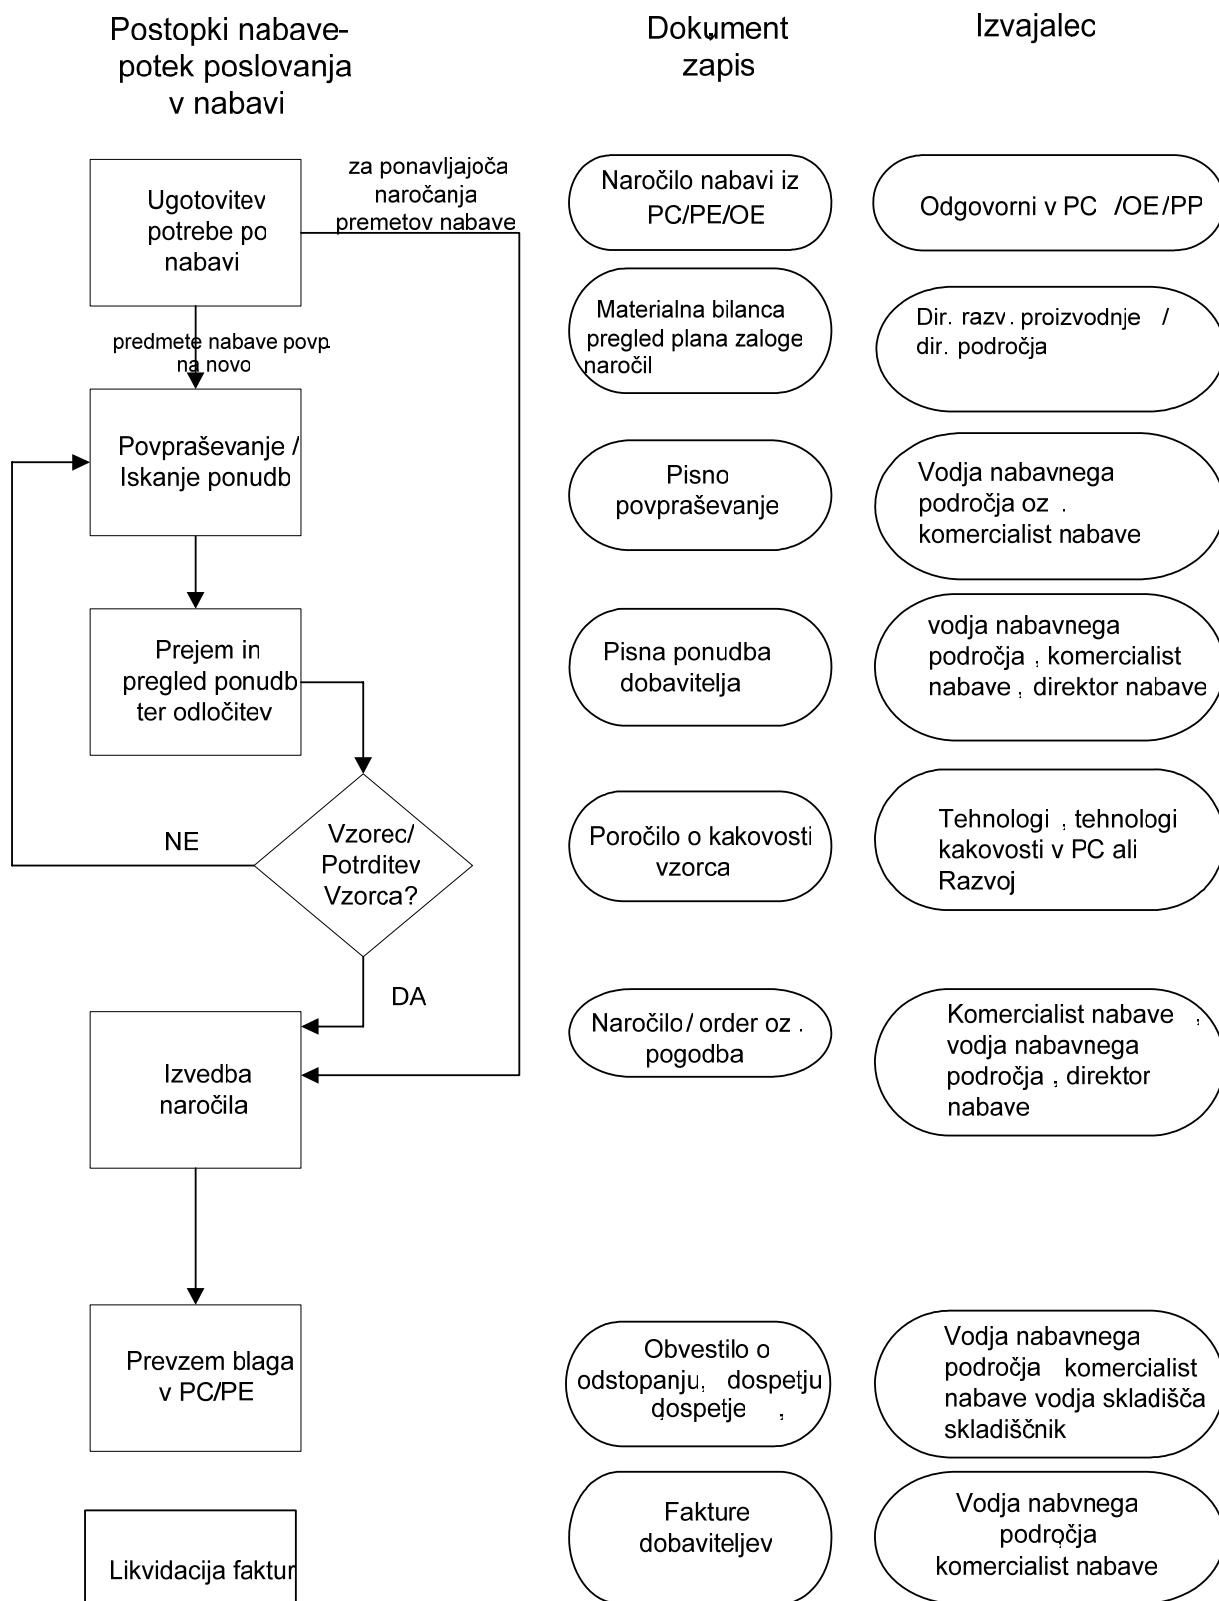 Postopki nabave-
potek poslovanja
v nabavi
Dokument
zapis
Izvajalec
Ugotovitev
potrebe po
nabavi
za ponavljajoča
naročanja
premetov nabave
Naročilo nabavi iz
PC/PE/OE
Odgovorni v PC /OE/PP
predmete nabave povp.
na novo
Materialna bilanca
pregled plana zaloge
naročil
Dir. razv. proizvodnje /
dir. področja
Povpraševanje /
Iskanje ponudb
Pisno
povpraševanje
Vodja nabavnega
področja oz .
komercialist nabave
Prejem in
pregled ponudb
ter odločitev
Pisna ponudba
dobavitelja
vodja nabavnega
področja , komercialist
nabave , direktor nabave
NE
Vzorec/
Potrditev
Vzorca?
Poročilo o kakovosti
vzorca
Tehnologi , tehnologi
kakovosti v PC ali
Razvoj
DA
Izvedba
naročila
Naročilo / order oz .
pogodba
Komercialist nabave ,
vodja nabavnega
področja , direktor
nabave
Prevzem blaga
v PC/PE
Obvestilo o
odstopanju, dospetju
dospetje ,
Vodja nabavnega
področja komercialist
nabave vodja skladišča
skladiščnik
Likvidacija faktur
Fakture
dobaviteljev
Vodja nabvnega
področja
komercialist nabave